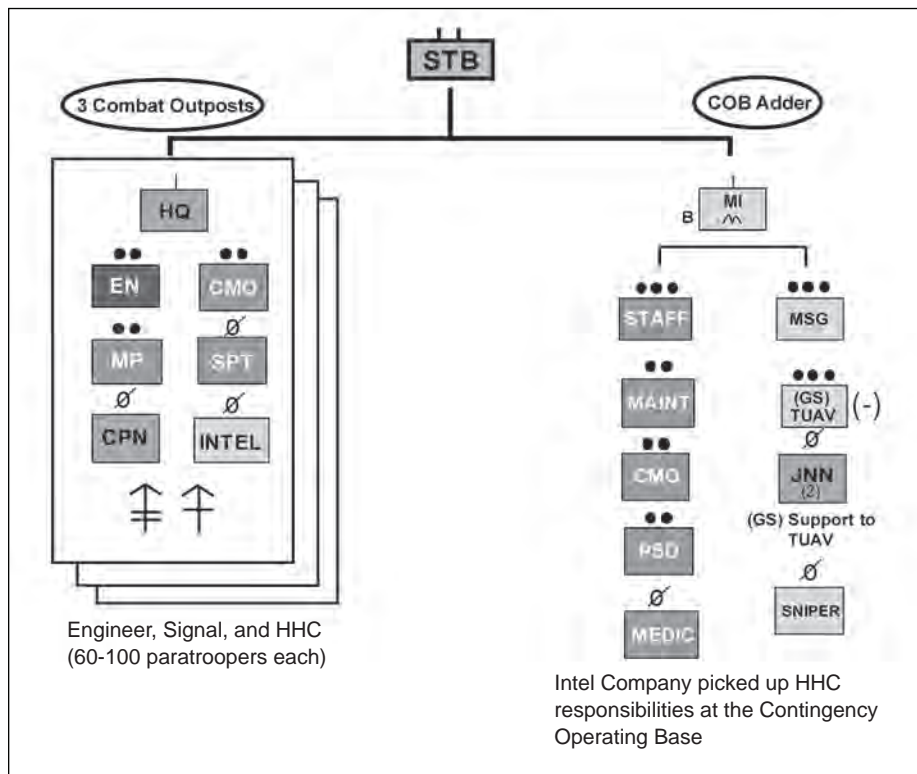 STB
3 Combat Outposts
COB Adder
HQ
EN
CMO
MP
SPT
CPN
INTEL
Engineer, Signal, and HHC
(60-100 paratroopers each)
B
MI
STAFF
MSG
MAINT
(GS)
TUAV
(-)
CMO
JNN
(2)
(GS) Support to
TUAV
PSD
SNIPER
MEDIC
Intel Company picked up HHC
responsibilities at the Contingency
Operating Base